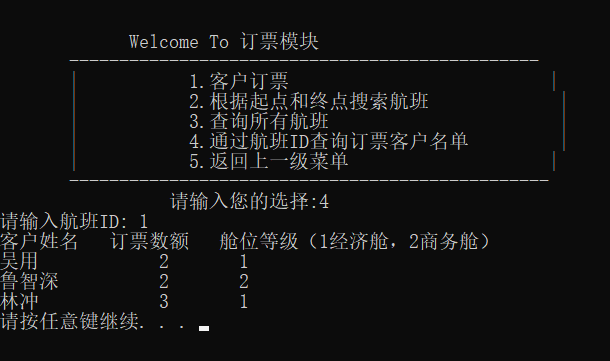 Welcome To 订票模块
--------------------------------------------------
| 1.客户订票 |
| 2.根据起点和终点搜索航班 |
| 3.查询所有航班 |
| 4.通过航班ID查询订票客户名单 |
| 5.返回上一级菜单 |
--------------------------------------------------
请输入您的选择:4
请输入航班ID: 1
客户姓名 订票数额 舱位等级（1经济舱，2商务舱）
吴用 2 1
鲁智深 2 2
林冲 3 1
请按任意键继续. . .